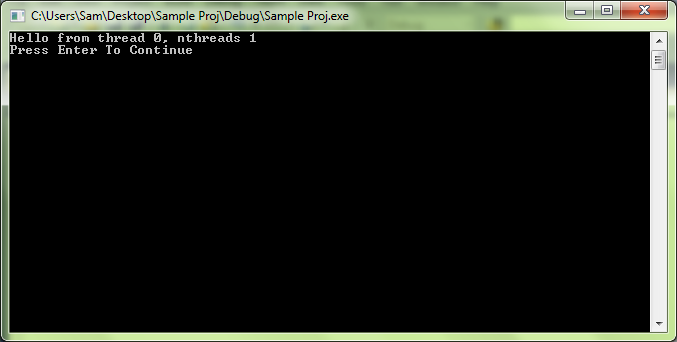 C:\Users\Sam\Desktop\Sample Proj\Debug\Sample Proj.exe
Hello from thread 0, nthreads 1
Press Enter To Continue